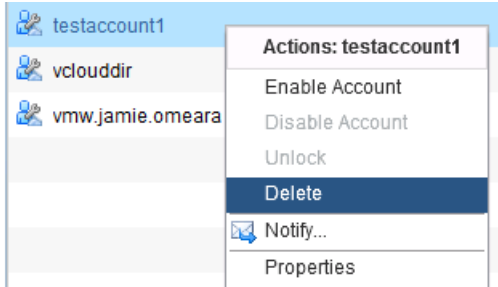 testaccount1
vclouddir
vmw.jamie.omeara
Actions: testaccount1
Enable Account
Disable Account
Unlock
Delete
Notify...
Properties